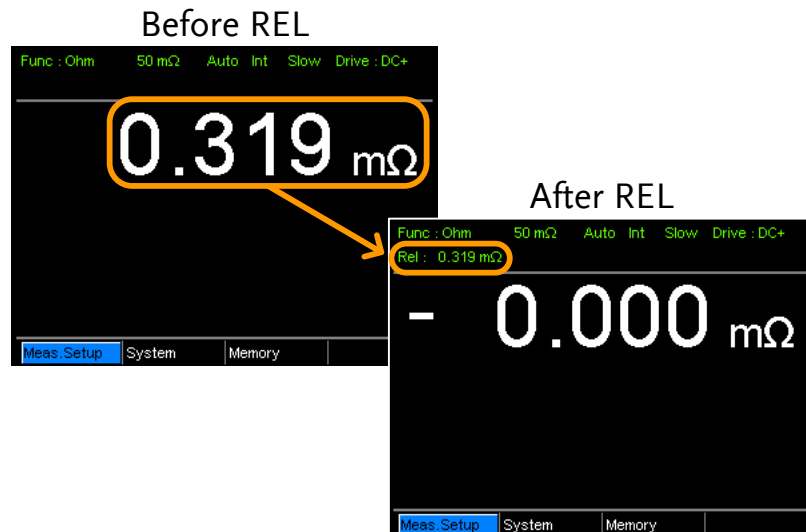 Before REL
Func : Ohm 50 mΩ Auto Int Slow Drive : DC+
0.319 mΩ
Meas.Setup System Memory
After REL
Func : Ohm 50 mΩ Auto Int Slow Drive : DC+
Rel : 0.319 mΩ
- 0.000 mΩ
Meas.Setup System Memory